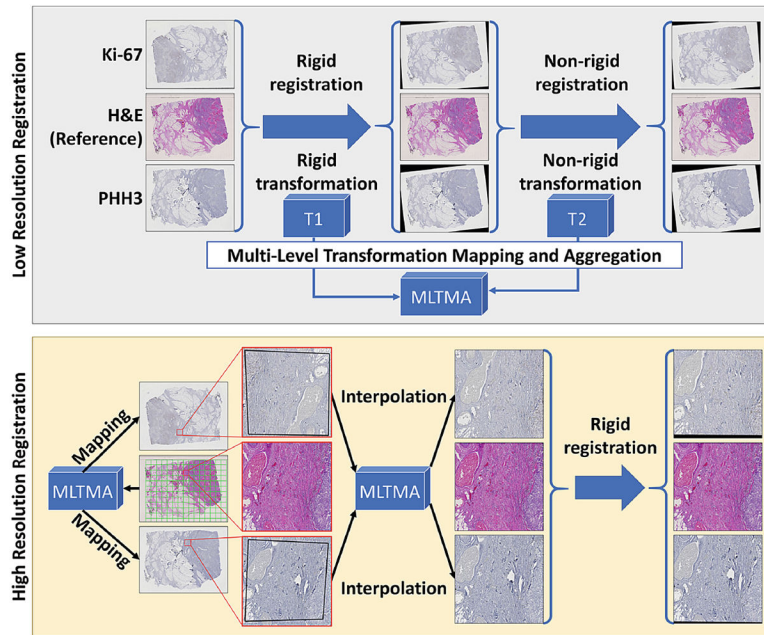 Low Resolution Registration
Ki-67
H&E
(Reference)
PHH3
Rigid
registration
Rigid
transformation
T1
Non-rigid
registration
Non-rigid
transformation
T2
Multi-Level Transformation Mapping and Aggregation
MLTMA
High Resolution Registration
Mapping
MLTMA
Mapping
Interpolation
MLTMA
Interpolation
Rigid
registration